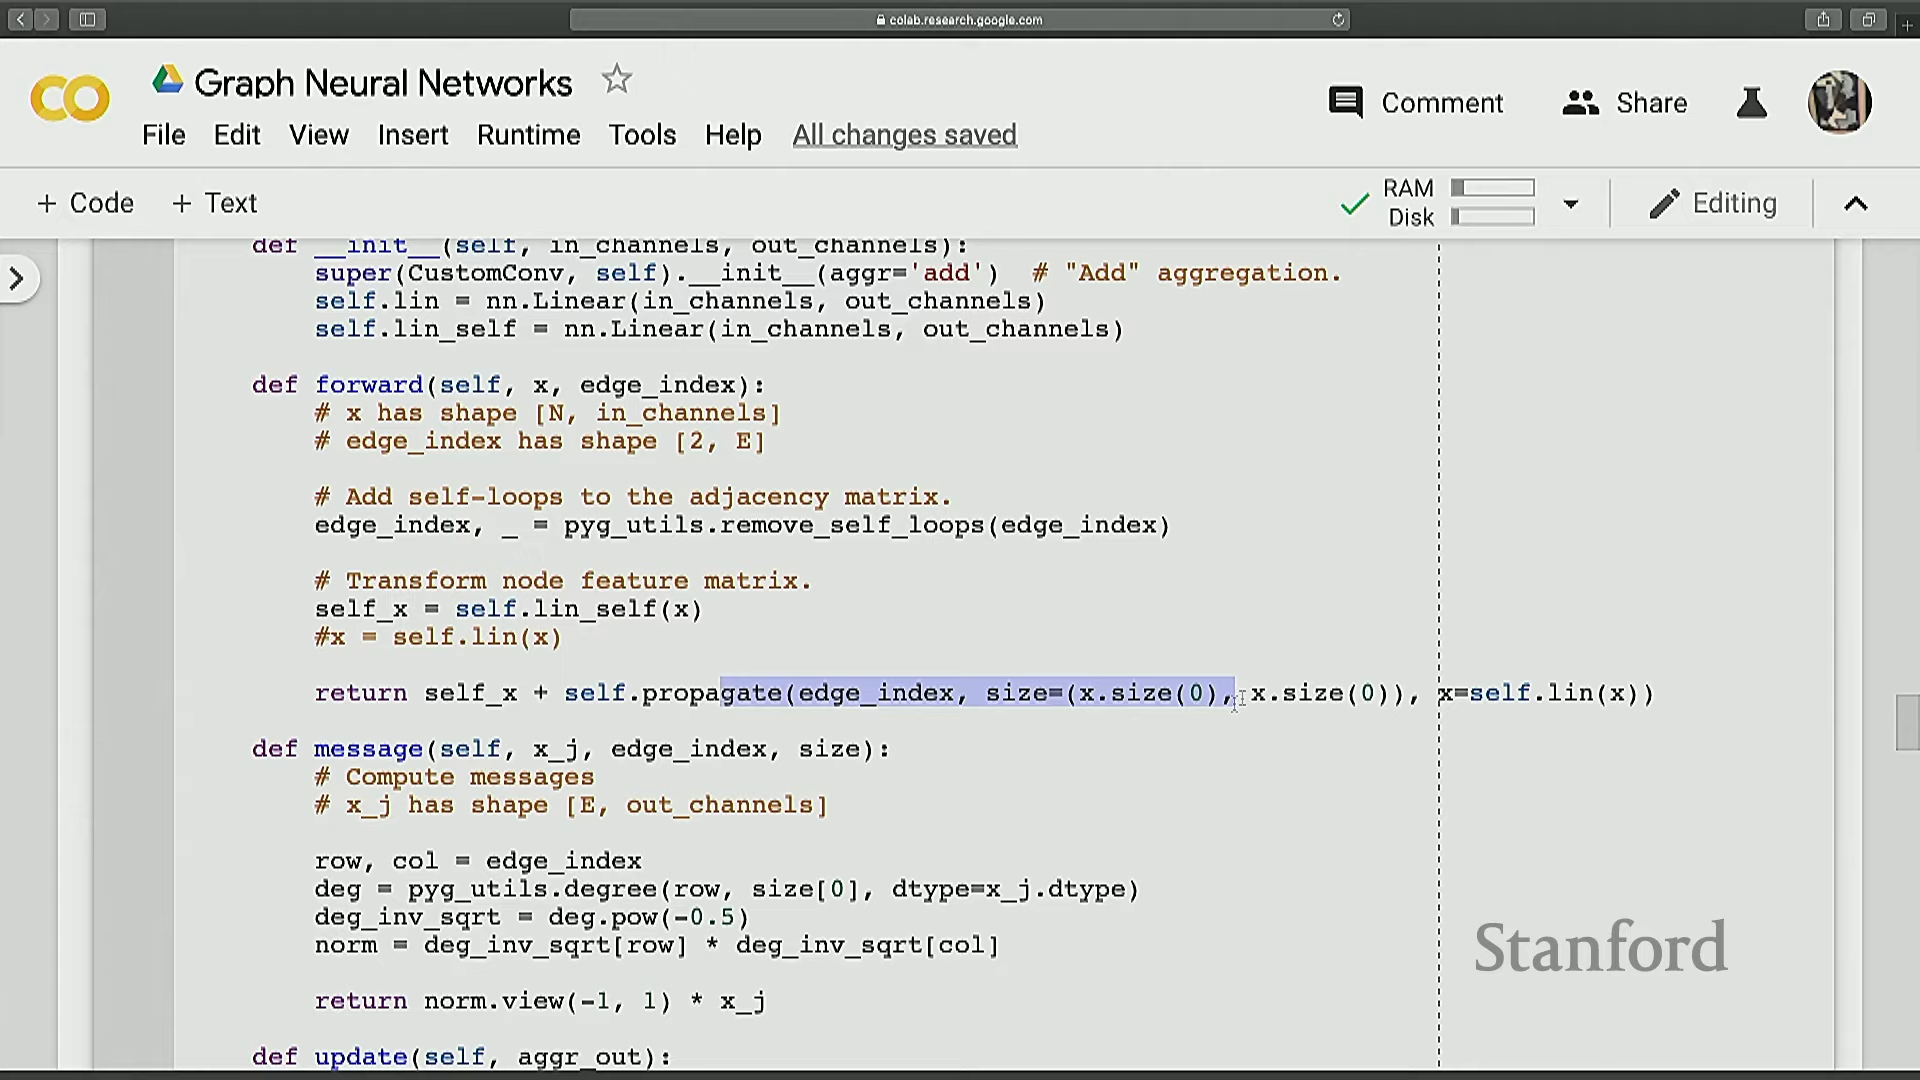 colab.research.google.com
CO Graph Neural Networks
Comment Share
File Edit View Insert Runtime Tools Help All changes saved
+ Code + Text
RAM
Disk
Editing
def __init__(self, in_channels, out_channels):
super(CustomConv, self).__init__(aggr='add')  # "Add" aggregation.
self.lin = nn.Linear(in_channels, out_channels)
self.lin_self = nn.Linear(in_channels, out_channels)
def forward(self, x, edge_index):
# x has shape [N, in_channels]
# edge_index has shape [2, E]
# Add self-loops to the adjacency matrix.
edge_index, _ = pyg_utils.remove_self_loops(edge_index)
# Transform node feature matrix.
self_x = self.lin_self(x)
#x = self.lin(x)
return self_x + self.propagate(edge_index, size=(x.size(0), x.size(0)), x=self.lin(x))
def message(self, x_j, edge_index, size):
# Compute messages
# x_j has shape [E, out_channels]
row, col = edge_index
deg = pyg_utils.degree(row, size[0], dtype=x_j.dtype)
deg_inv_sqrt = deg.pow(-0.5)
norm = deg_inv_sqrt[row] * deg_inv_sqrt[col]
Stanford
return norm.view(-1, 1) * x_j
def update(self, aggr_out):